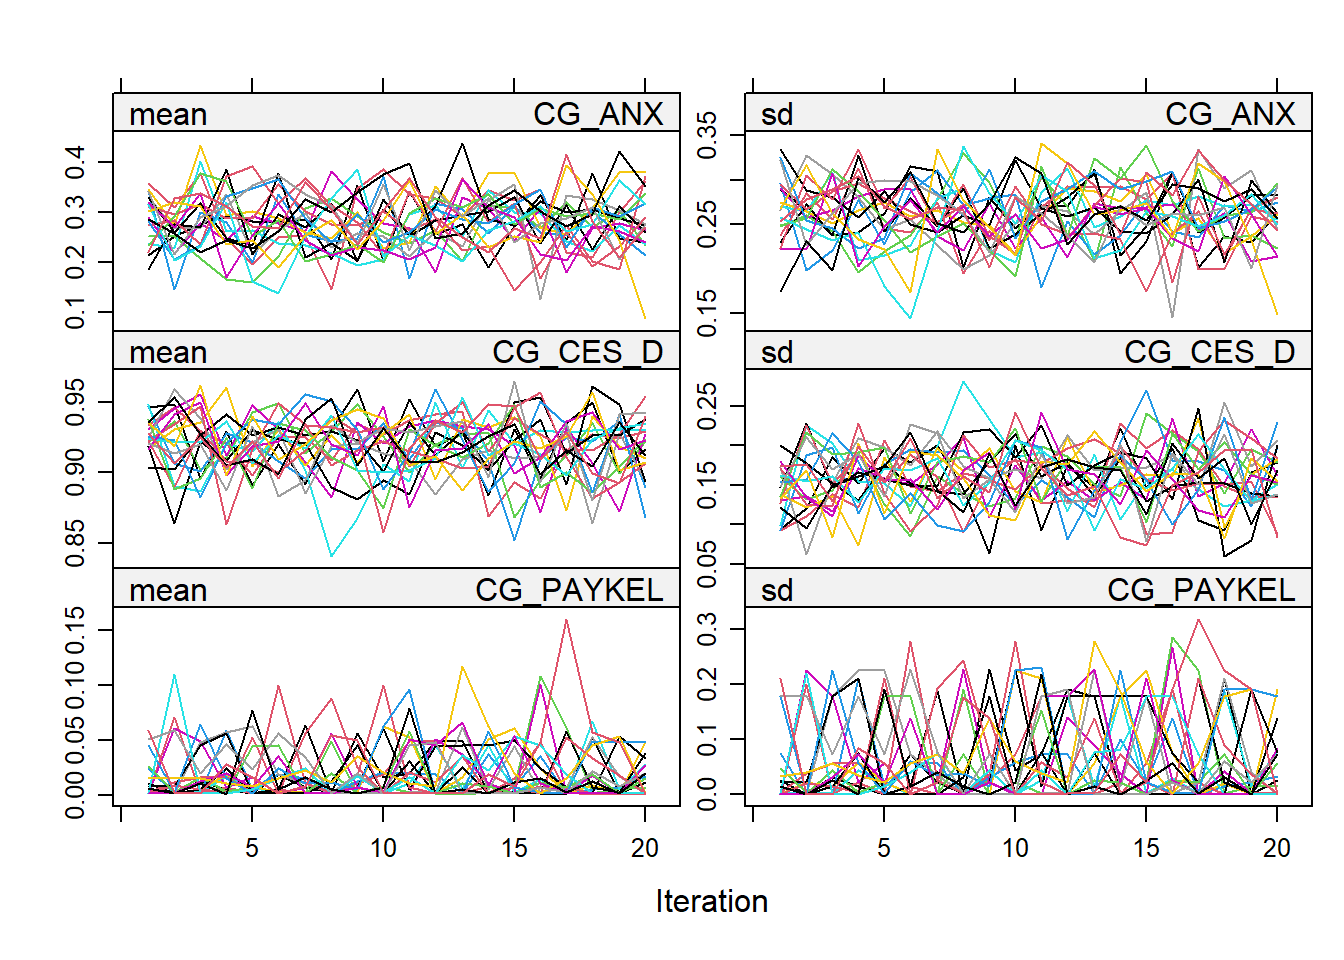 mean CG_ANX
sd CG_ANX
0.1 0.2 0.3 0.4
0.15 0.25 0.35
mean CG_CES_D
sd CG_CES_D
0.85 0.90 0.95
0.05 0.15 0.25
mean CG_PAYKEL
sd CG_PAYKEL
0.00 0.05 0.10 0.15
0.0 0.1 0.2 0.3
5 10 15 20
5 10 15 20
Iteration